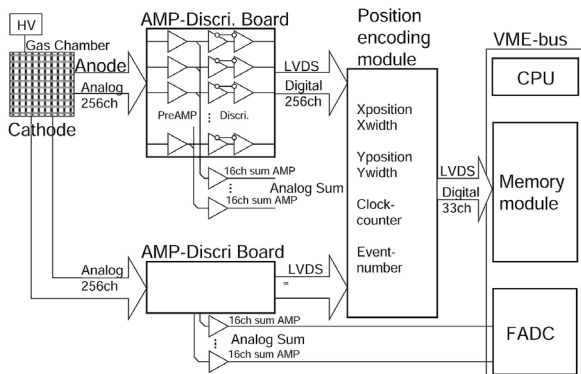 HV
Gas Chamber
Anode
Analog
256ch
Cathode
AMP-Discri. Board
PreAMP
Discri.
16ch sum AMP
Analog Sum
16ch sum AMP
LVDS
Digital
256ch
Position
encoding
module
Xposition
Xwidth
Yposition
Ywidth
Clock-
counter
Event-
number
LVDS
Digital
33ch
VME-bus
CPU
Memory
module
FADC
AMP-Discri Board
Analog
256ch
LVDS
=
16ch sum AMP
Analog Sum
16ch sum AMP